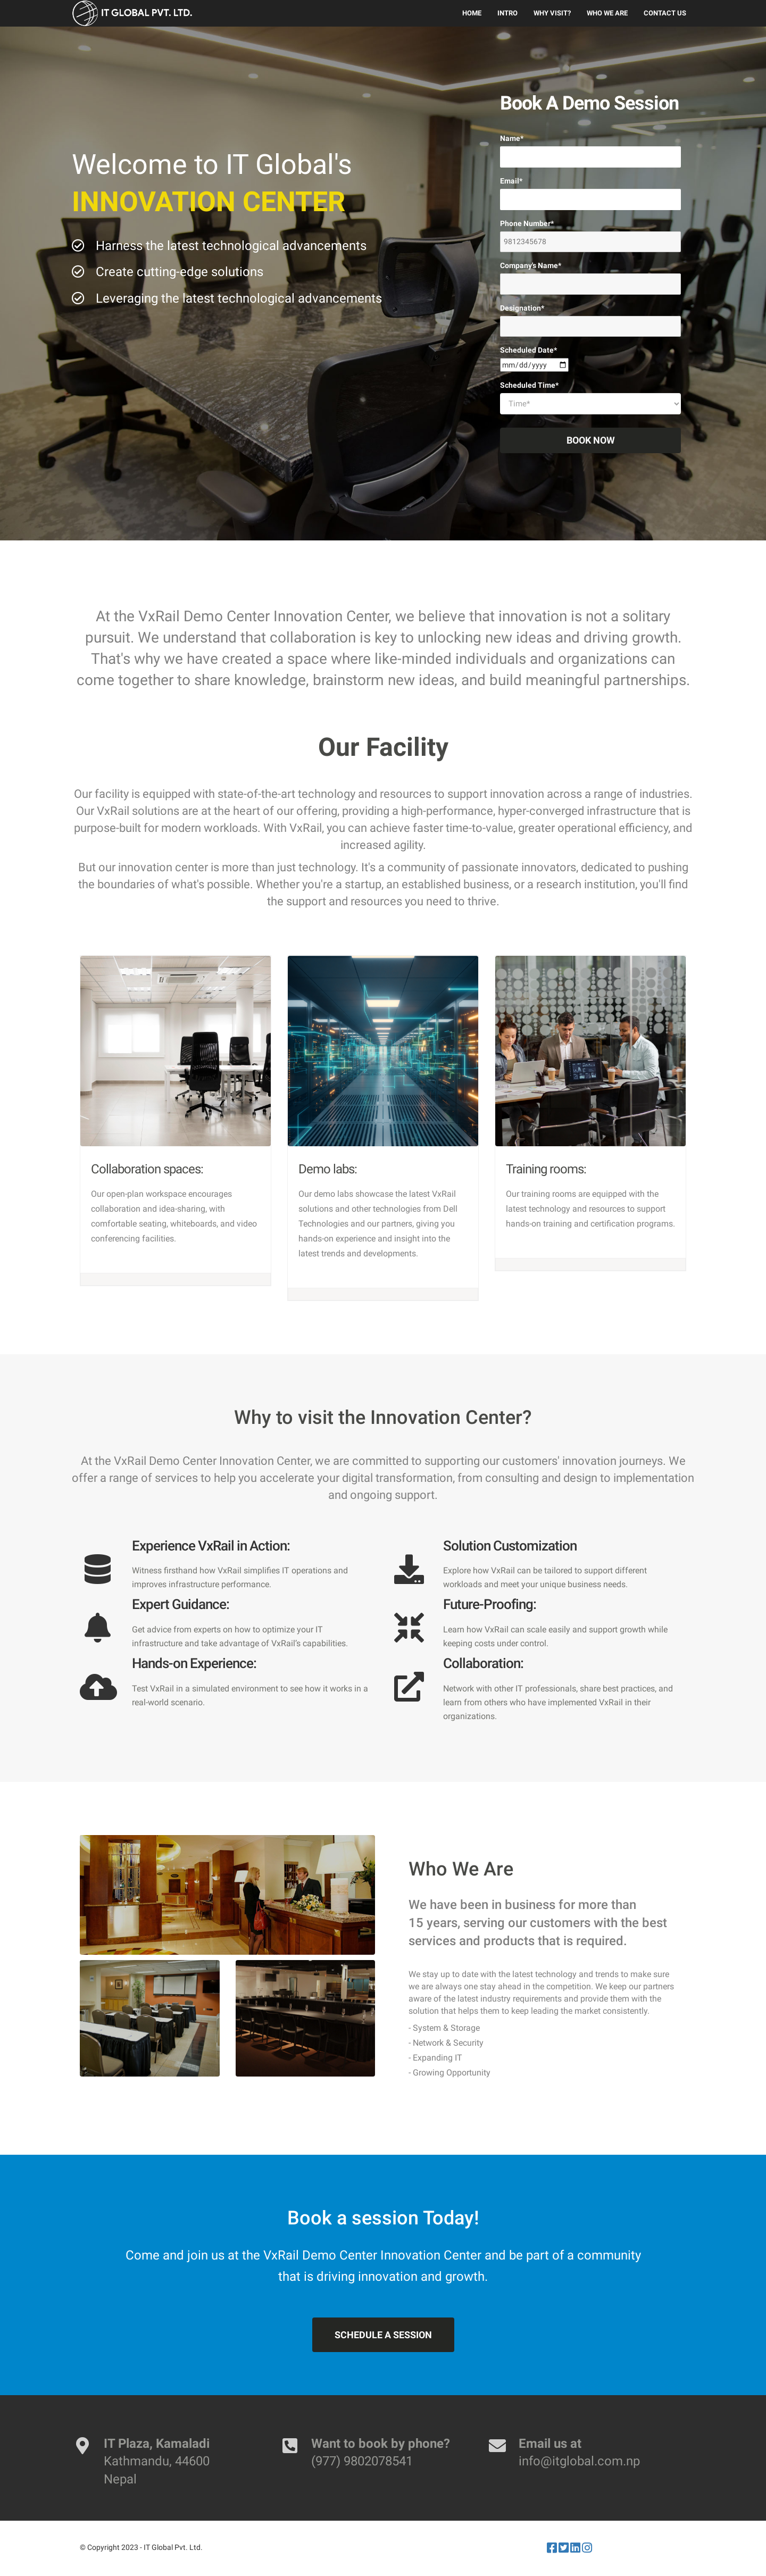 IT GLOBAL PVT. LTD.
HOME INTRO WHY VISIT? WHO WE ARE CONTACT US
Welcome to IT Global's
INNOVATION CENTER
Harness the latest technological advancements
Create cutting-edge solutions
Leveraging the latest technological advancements
Book A Demo Session
Name*
Email*
Phone Number*
9812345678
Company's Name*
Designation*
Scheduled Date*
mm/dd/yyyy
Scheduled Time*
Time*
BOOK NOW
At the VxRail Demo Center Innovation Center, we believe that innovation is not a solitary
pursuit. We understand that collaboration is key to unlocking new ideas and driving growth.
That's why we have created a space where like-minded individuals and organizations can
come together to share knowledge, brainstorm new ideas, and build meaningful partnerships.
Our Facility
Our facility is equipped with state-of-the-art technology and resources to support innovation across a range of industries.
Our VxRail solutions are at the heart of our offering, providing a high-performance, hyper-converged infrastructure that is
purpose-built for modern workloads. With VxRail, you can achieve faster time-to-value, greater operational efficiency, and
increased agility.
But our innovation center is more than just technology. It's a community of passionate innovators, dedicated to pushing
the boundaries of what's possible. Whether you're a startup, an established business, or a research institution, you'll find
the support and resources you need to thrive.
Collaboration spaces:
Our open-plan workspace encourages
collaboration and idea-sharing, with
comfortable seating, whiteboards, and video
conferencing facilities.
Demo labs:
Our demo labs showcase the latest VxRail
solutions and other technologies from Dell
Technologies and our partners, giving you
hands-on experience and insight into the
latest trends and developments.
Training rooms:
Our training rooms are equipped with the
latest technology and resources to support
hands-on training and certification programs.
Why to visit the Innovation Center?
At the VxRail Demo Center Innovation Center, we are committed to supporting our customers' innovation journeys. We
offer a range of services to help you accelerate your digital transformation, from consulting and design to implementation
and ongoing support.
Experience VxRail in Action:
Witness firsthand how VxRail simplifies IT operations and
improves infrastructure performance.
Expert Guidance:
Get advice from experts on how to optimize your IT
infrastructure and take advantage of VxRail's capabilities.
Hands-on Experience:
Test VxRail in a simulated environment to see how it works in a
real-world scenario.
Solution Customization
Explore how VxRail can be tailored to support different
workloads and meet your unique business needs.
Future-Proofing:
Learn how VxRail can scale easily and support growth while
keeping costs under control.
Collaboration:
Network with other IT professionals, share best practices, and
learn from others who have implemented VxRail in their
organizations.
Who We Are
We have been in business for more than
15 years, serving our customers with the best
services and products that is required.
We stay up to date with the latest technology and trends to make sure
we are always one stay ahead in the competition. We keep our partners
aware of the latest industry requirements and provide them with the
solution that helps them to keep leading the market consistently.
- System & Storage
- Network & Security
- Expanding IT
- Growing Opportunity
Book a session Today!
Come and join us at the VxRail Demo Center Innovation Center and be part of a community
that is driving innovation and growth.
SCHEDULE A SESSION
IT Plaza, Kamaladi
Kathmandu, 44600
Nepal
Want to book by phone?
(977) 9802078541
Email us at
info@itglobal.com.np
© Copyright 2023 - IT Global Pvt. Ltd.